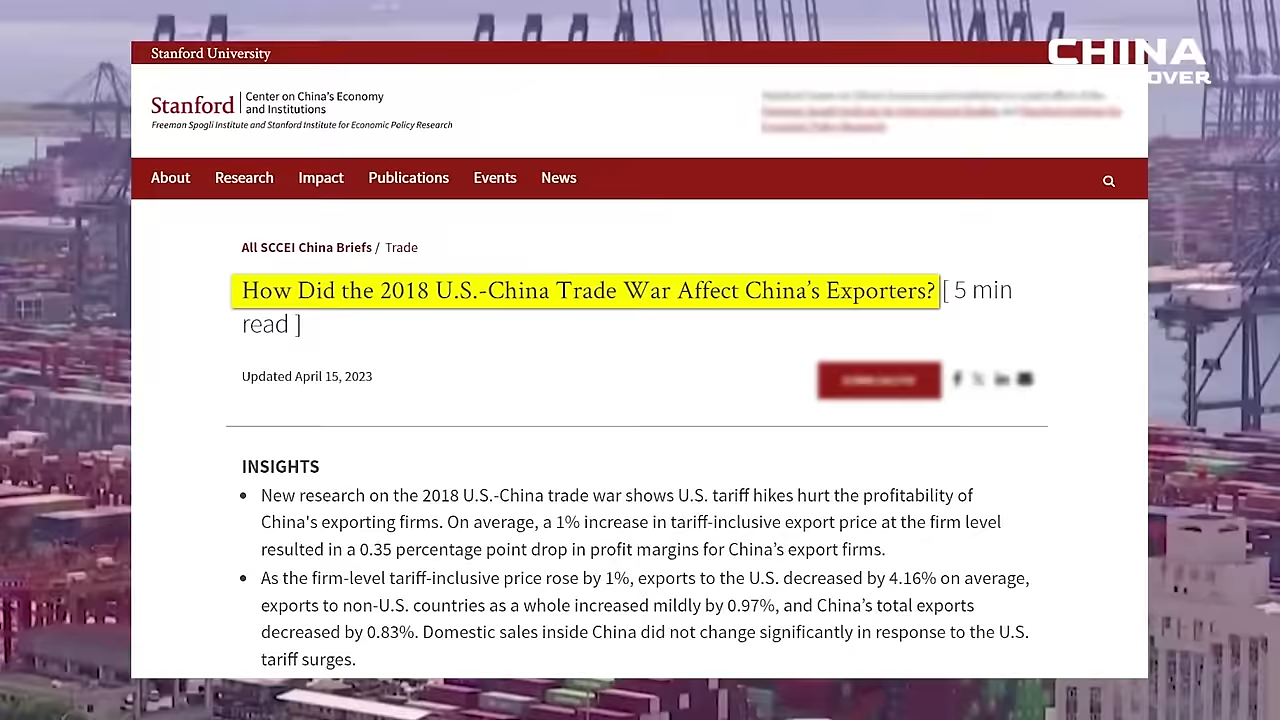 CHINA
OVER
Stanford University
Stanford
Center on China's Economy
and Institutions
Freeman Spogli Institute and Stanford Institute for Economic Policy Research
About Research Impact Publications Events News
All SCCEI China Briefs / Trade
How Did the 2018 U.S.-China Trade War Affect China's Exporters? [ 5 min
read ]
Updated April 15, 2023
INSIGHTS
• New research on the 2018 U.S.-China trade war shows U.S. tariff hikes hurt the profitability of
China's exporting firms. On average, a 1% increase in tariff-inclusive export price at the firm level
resulted in a 0.35 percentage point drop in profit margins for China’s export firms.
• As the firm-level tariff-inclusive price rose by 1%, exports to the U.S. decreased by 4.16% on average,
exports to non-U.S. countries as a whole increased mildly by 0.97%, and China’s total exports
decreased by 0.83%. Domestic sales inside China did not change significantly in response to the U.S.
tariff surges.